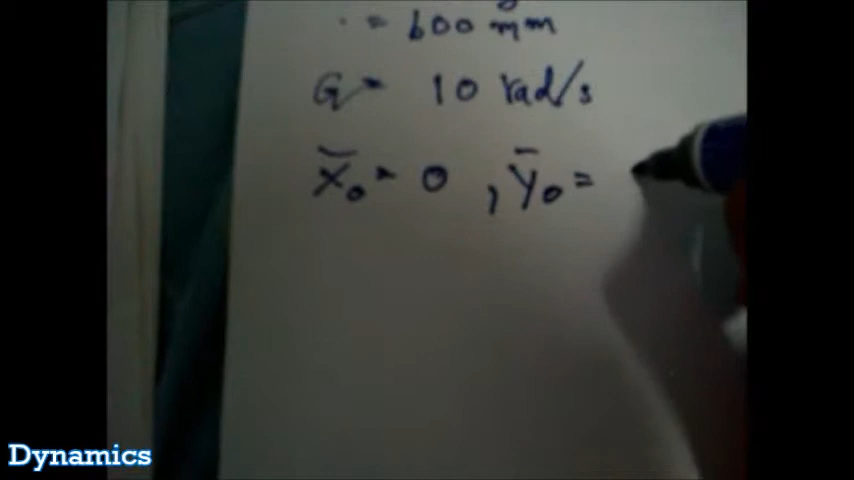 = 600 mm
G = 10 rad/s
x̄₀ = 0 , ȳ₀ =
Dynamics